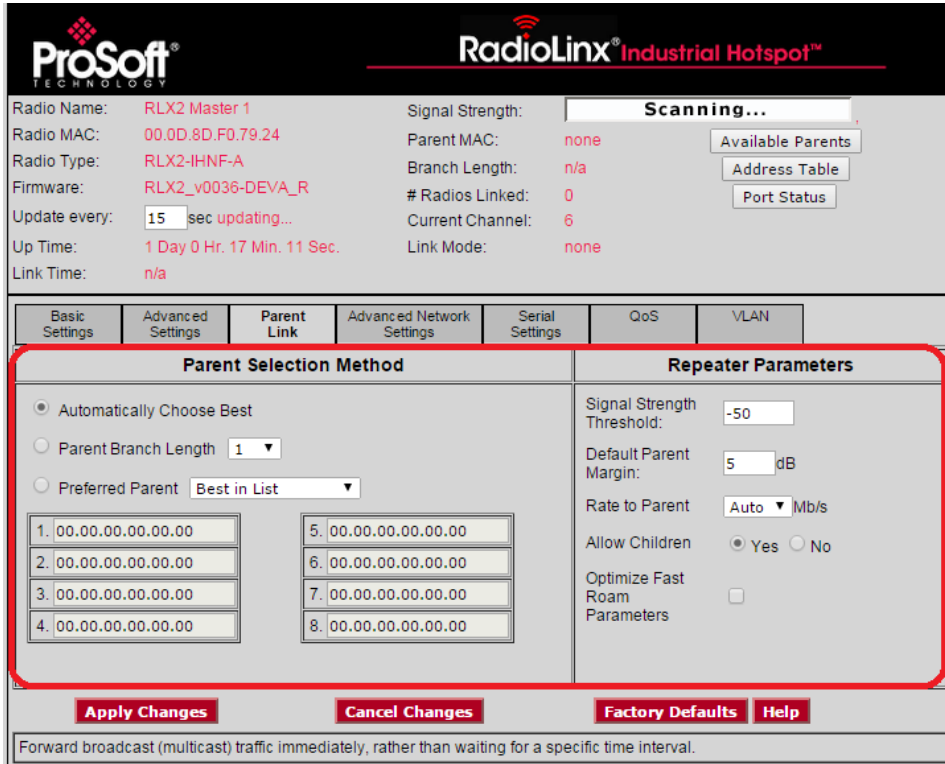 ProSoft®
TECHNOLOGY
RadioLinx® Industrial Hotspot™
Radio Name: RLX2 Master 1
Radio MAC: 00.0D.8D.F0.79.24
Radio Type: RLX2-IHNF-A
Firmware: RLX2_v0036-DEVA_R
Update every: 15 sec updating...
Up Time: 1 Day 0 Hr. 17 Min. 11 Sec.
Link Time: n/a
Signal Strength: Scanning... ,
Parent MAC: none
Branch Length: n/a
# Radios Linked: 0
Current Channel: 6
Link Mode: none
Available Parents
Address Table
Port Status
Basic Settings
Advanced Settings
Parent Link
Advanced Network Settings
Serial Settings
QoS
VLAN
Parent Selection Method
Automatically Choose Best
Parent Branch Length 1
Preferred Parent Best in List
1. 00.00.00.00.00.00
2. 00.00.00.00.00.00
3. 00.00.00.00.00.00
4. 00.00.00.00.00.00
5. 00.00.00.00.00.00
6. 00.00.00.00.00.00
7. 00.00.00.00.00.00
8. 00.00.00.00.00.00
Repeater Parameters
Signal Strength
Threshold: -50
Default Parent
Margin: 5 dB
Rate to Parent Auto Mb/s
Allow Children Yes No
Optimize Fast
Roam
Parameters
Apply Changes
Cancel Changes
Factory Defaults
Help
Forward broadcast (multicast) traffic immediately, rather than waiting for a specific time interval.